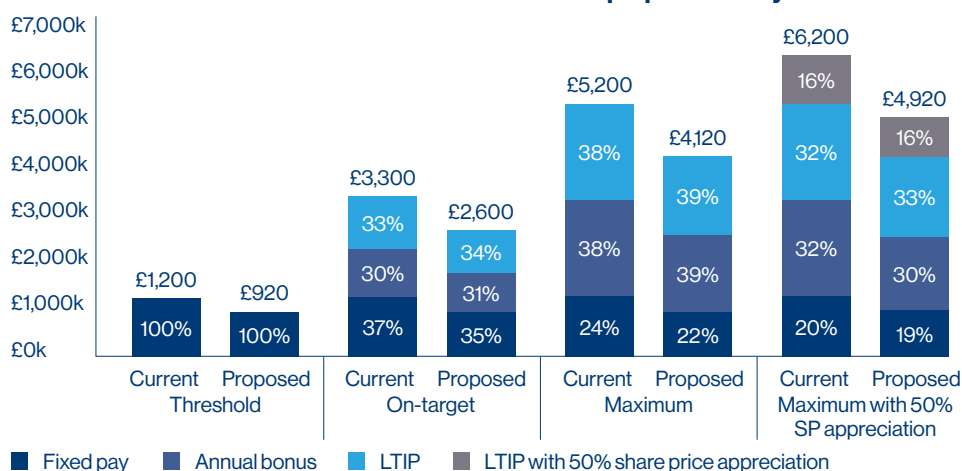 £7,000k
£6,000k
£5,000k
£4,000k
£3,000k
£2,000k
£1,000k
£0k
£1,200
100%
£920
100%
£3,300
33%
30%
37%
£2,600
34%
31%
35%
£5,200
38%
38%
24%
£4,120
39%
39%
22%
£6,200
16%
32%
32%
20%
£4,920
16%
33%
30%
19%
Current Proposed
Threshold
Current Proposed
On-target
Current Proposed
Maximum
Current Proposed
Maximum with 50%
SP appreciation
Fixed pay Annual bonus LTIP LTIP with 50% share price appreciation